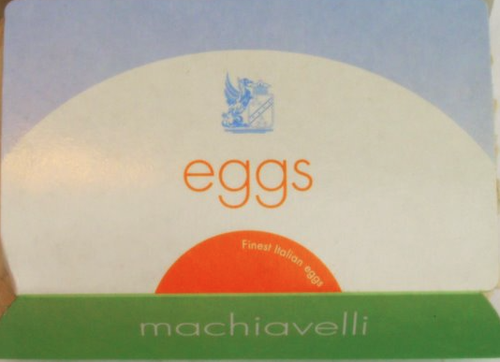 eggs
Finest Italian eggs
machiavelli